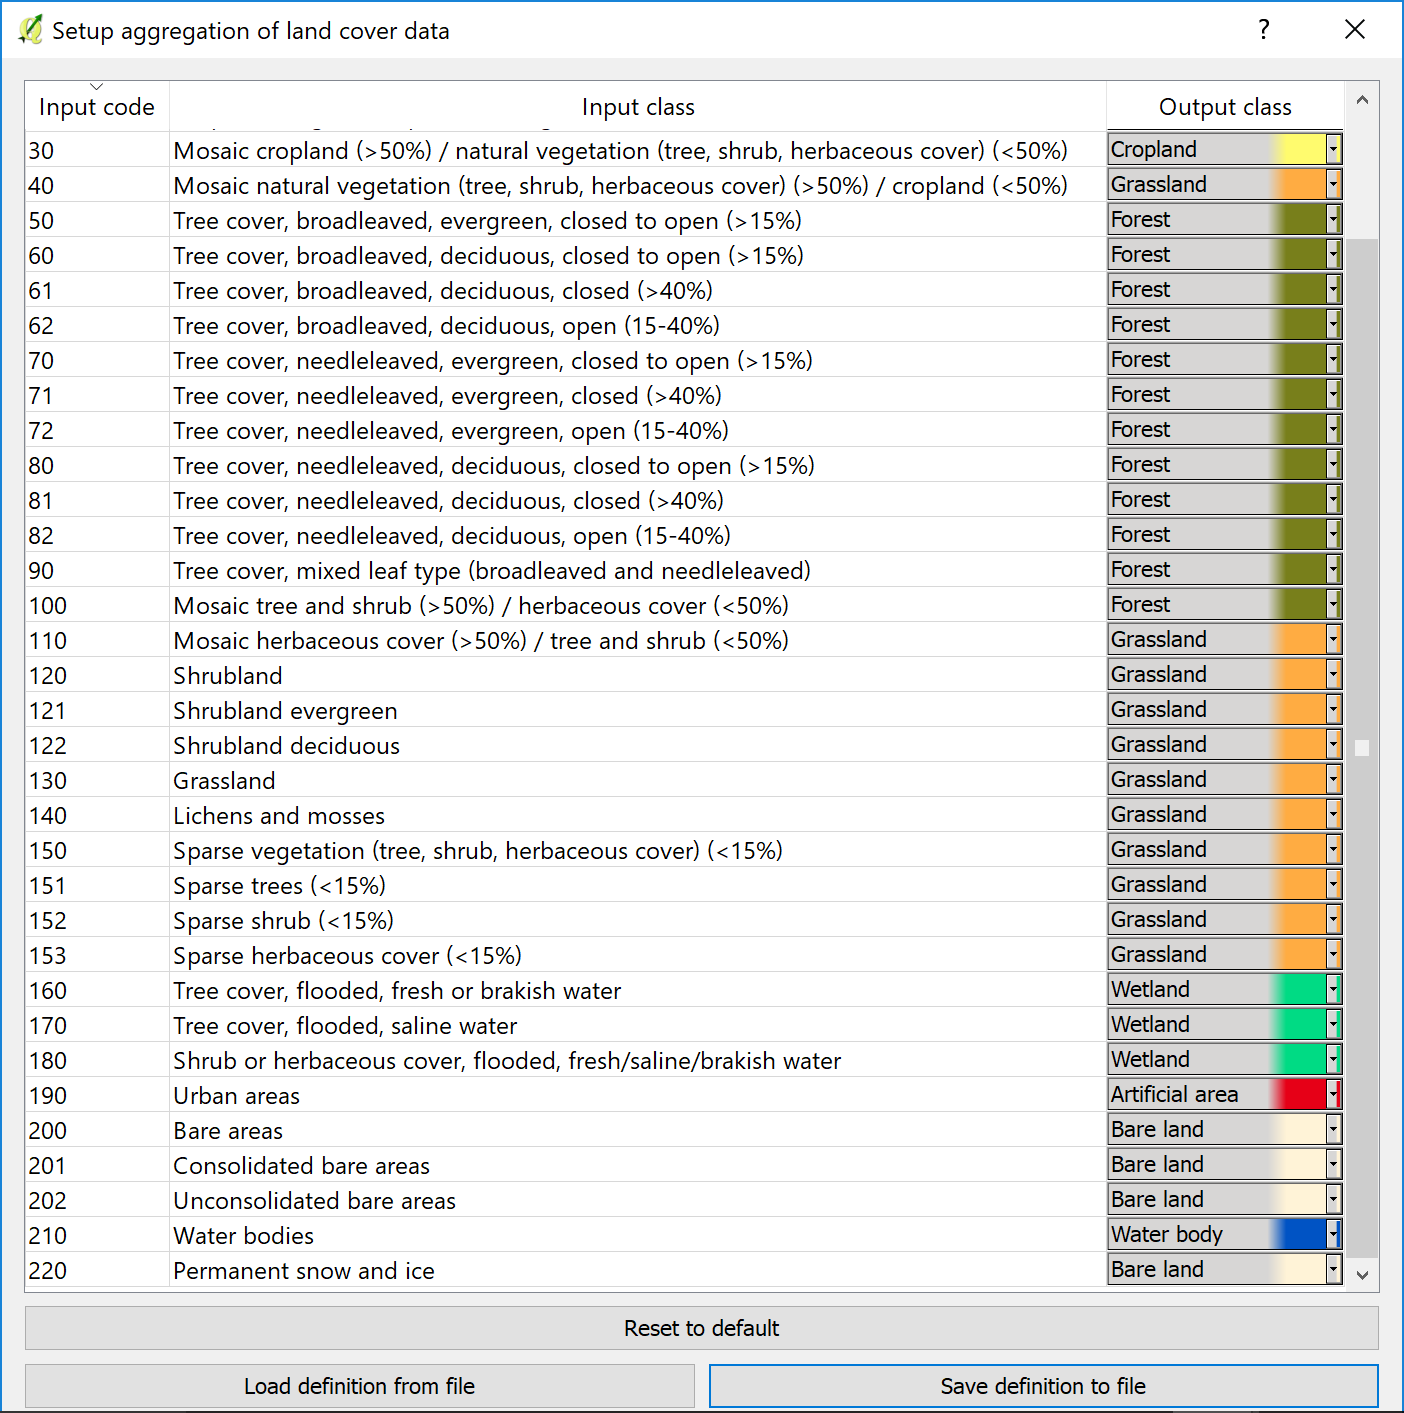 Setup aggregation of land cover data
?
Input code Input class Output class
30 Mosaic cropland (>50%) / natural vegetation (tree, shrub, herbaceous cover) (<50%) Cropland
40 Mosaic natural vegetation (tree, shrub, herbaceous cover) (>50%) / cropland (<50%) Grassland
50 Tree cover, broadleaved, evergreen, closed to open (>15%) Forest
60 Tree cover, broadleaved, deciduous, closed to open (>15%) Forest
61 Tree cover, broadleaved, deciduous, closed (>40%) Forest
62 Tree cover, broadleaved, deciduous, open (15-40%) Forest
70 Tree cover, needleleaved, evergreen, closed to open (>15%) Forest
71 Tree cover, needleleaved, evergreen, closed (>40%) Forest
72 Tree cover, needleleaved, evergreen, open (15-40%) Forest
80 Tree cover, needleleaved, deciduous, closed to open (>15%) Forest
81 Tree cover, needleleaved, deciduous, closed (>40%) Forest
82 Tree cover, needleleaved, deciduous, open (15-40%) Forest
90 Tree cover, mixed leaf type (broadleaved and needleleaved) Forest
100 Mosaic tree and shrub (>50%) / herbaceous cover (<50%) Forest
110 Mosaic herbaceous cover (>50%) / tree and shrub (<50%) Grassland
120 Shrubland Grassland
121 Shrubland evergreen Grassland
122 Shrubland deciduous Grassland
130 Grassland Grassland
140 Lichens and mosses Grassland
150 Sparse vegetation (tree, shrub, herbaceous cover) (<15%) Grassland
151 Sparse trees (<15%) Grassland
152 Sparse shrub (<15%) Grassland
153 Sparse herbaceous cover (<15%) Grassland
160 Tree cover, flooded, fresh or brakish water Wetland
170 Tree cover, flooded, saline water Wetland
180 Shrub or herbaceous cover, flooded, fresh/saline/brakish water Wetland
190 Urban areas Artificial area
200 Bare areas Bare land
201 Consolidated bare areas Bare land
202 Unconsolidated bare areas Bare land
210 Water bodies Water body
220 Permanent snow and ice Bare land
Reset to default
Load definition from file Save definition to file